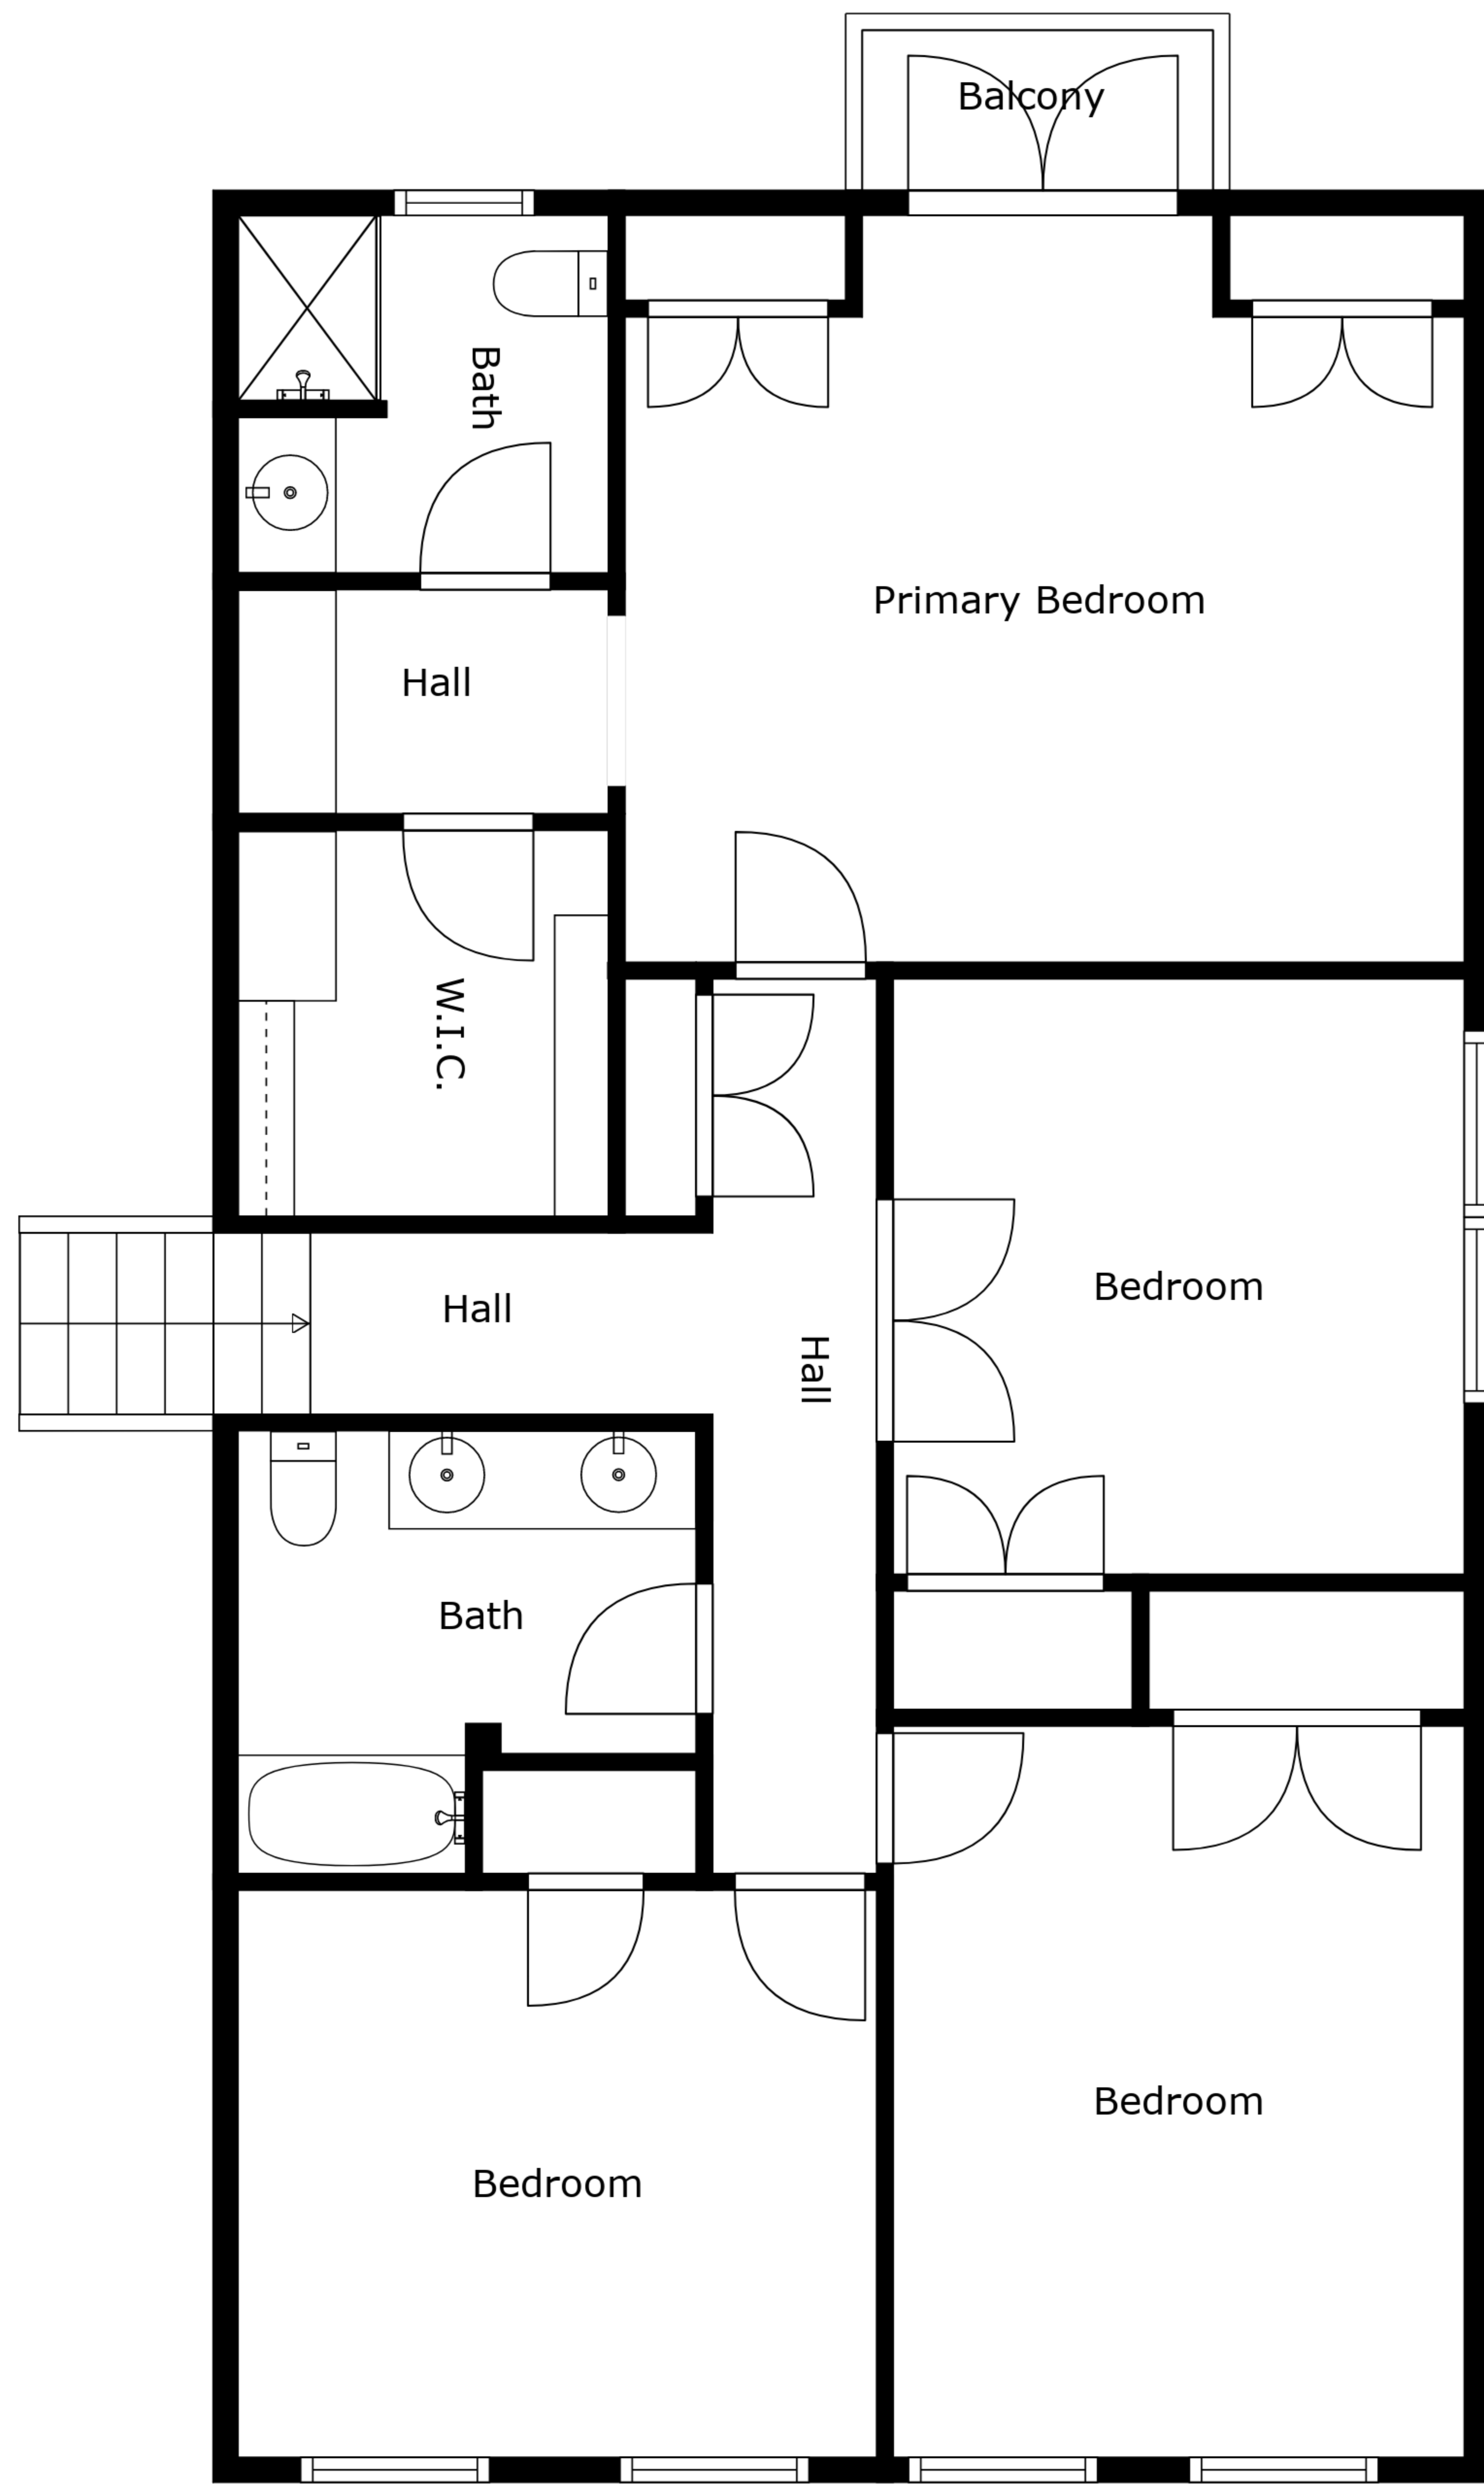 Balcony
Bath
Primary Bedroom
Hall
W.I.C.
Bedroom
Hall
Hall
Bath
Bedroom
Bedroom